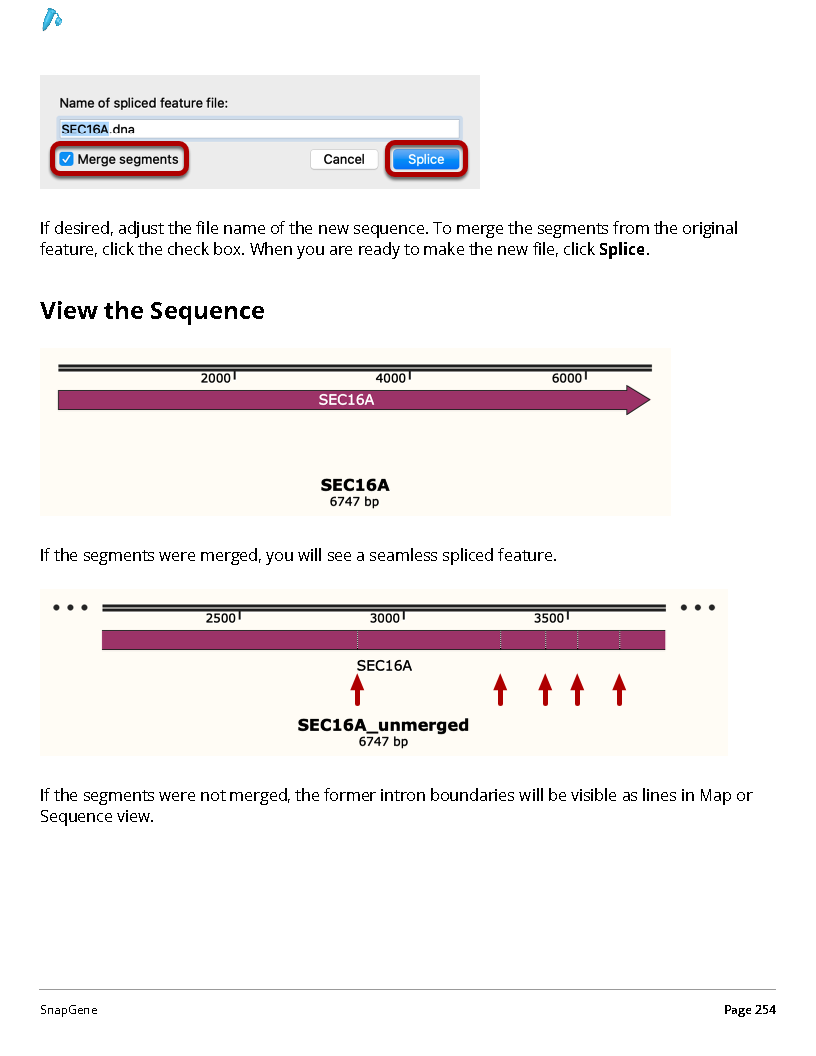 Name of spliced feature file:
SEC16A.dna
Merge segments Cancel Splice
If desired, adjust the file name of the new sequence. To merge the segments from the original
feature, click the check box. When you are ready to make the new file, click Splice.
View the Sequence
2000 4000 6000
SEC16A
SEC16A
6747 bp
If the segments were merged, you will see a seamless spliced feature.
2500 3000 3500
SEC16A
SEC16A_unmerged
6747 bp
If the segments were not merged, the former intron boundaries will be visible as lines in Map or
Sequence view.
SnapGene Page 254